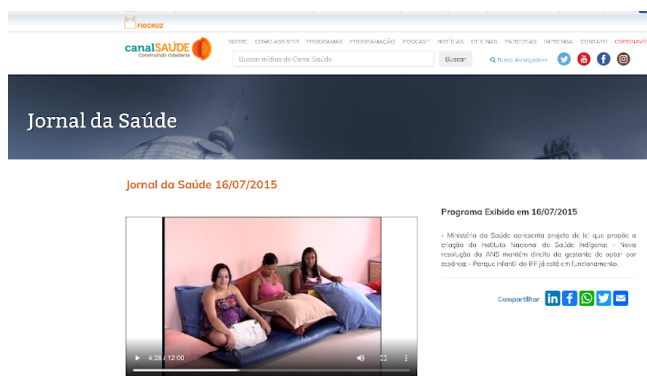 FIOCRUZ
canalSAÚDE
Construindo cidadania
SOBRE COMO ASSISTIR PROGRAMAS PROGRAMAÇÃO PODCAST NOTÍCIAS OFICINAS PARCERIAS IMPRENSA CONTATO CORONAVÍ
Buscar mídias do Canal Saúde
Buscar
Busca Avançada
Jornal da Saúde
Jornal da Saúde 16/07/2015
Programa Exibido em 16/07/2015
- Ministério da Saúde apresenta projeto de lei que propõe a
criação do Instituto Nacional de Saúde Indígena; - Nova
resolução da ANS mantém direito da gestante de optar por
cesárea; - Parque infantil do IFF já está em funcionamento.
Compartilhar
4:28 / 12:00